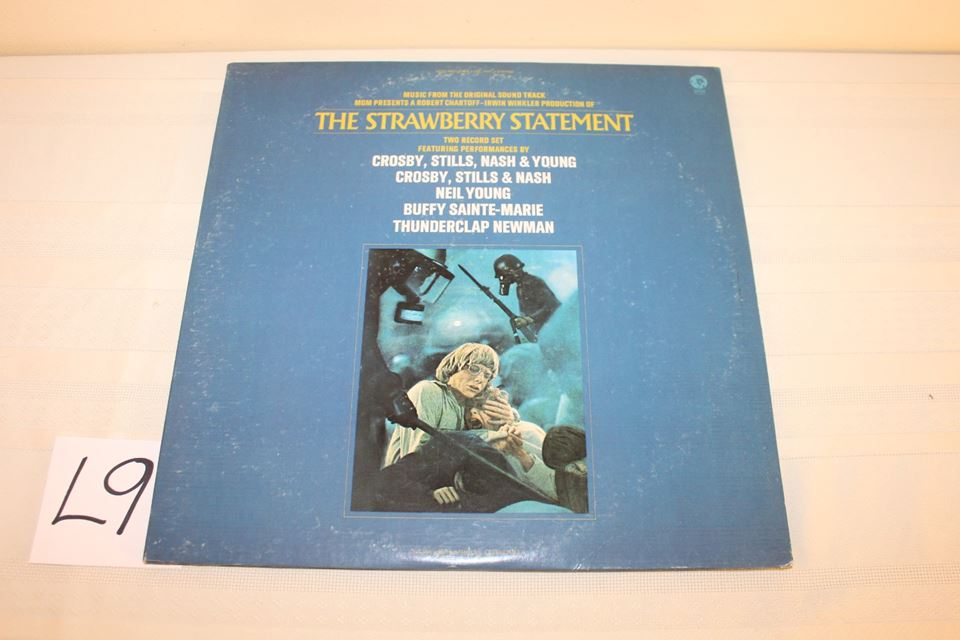 MUSIC FROM THE ORIGINAL SOUND TRACK
MGM PRESENTS A ROBERT CHARTOFF-IRWIN WINKLER PRODUCTION OF
THE STRAWBERRY STATEMENT
TWO RECORD SET
FEATURING PERFORMANCES BY
CROSBY, STILLS, NASH & YOUNG
CROSBY, STILLS & NASH
NEIL YOUNG
BUFFY SAINTE-MARIE
THUNDERCLAP NEWMAN
L9